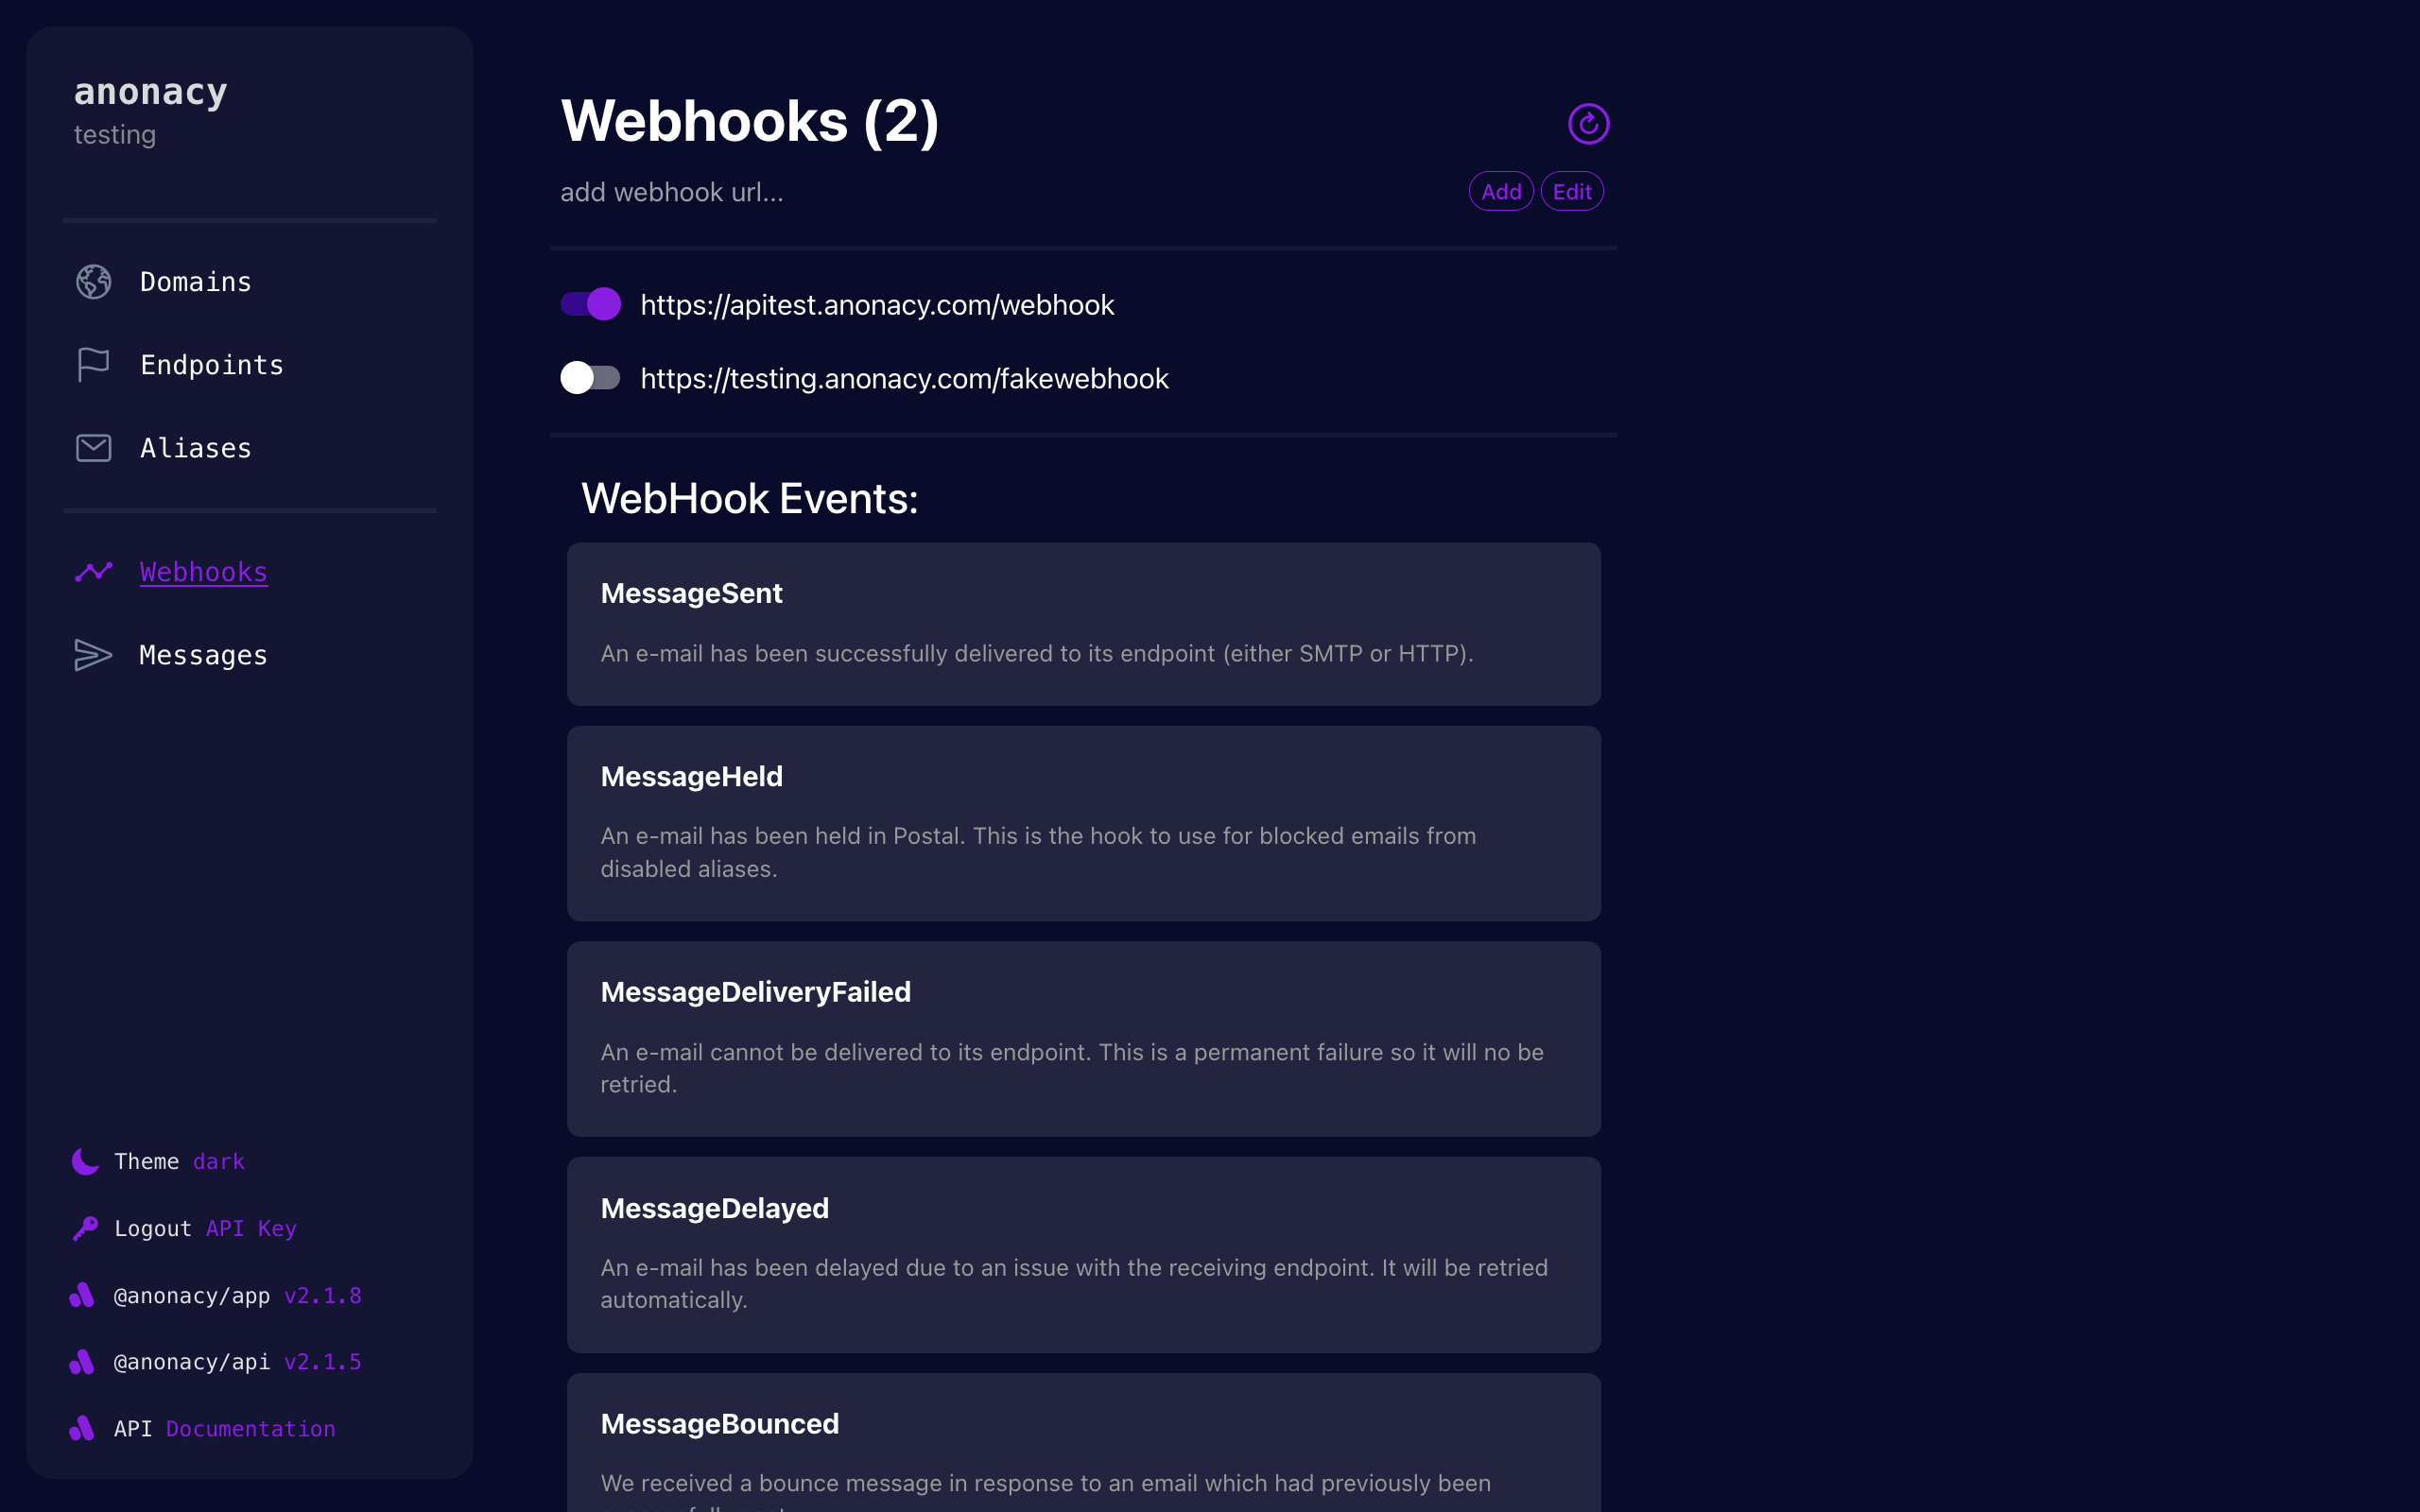 anonacy
testing
Domains
Endpoints
Aliases
Webhooks
Messages
Theme dark
Logout API Key
@anonacy/app v2.1.8
@anonacy/api v2.1.5
API Documentation
Webhooks (2)
add webhook url...
Add Edit
https://apitest.anonacy.com/webhook
https://testing.anonacy.com/fakewebhook
WebHook Events:
MessageSent
An e-mail has been successfully delivered to its endpoint (either SMTP or HTTP).
MessageHeld
An e-mail has been held in Postal. This is the hook to use for blocked emails from
disabled aliases.
MessageDeliveryFailed
An e-mail cannot be delivered to its endpoint. This is a permanent failure so it will no be
retried.
MessageDelayed
An e-mail has been delayed due to an issue with the receiving endpoint. It will be retried
automatically.
MessageBounced
We received a bounce message in response to an email which had previously been